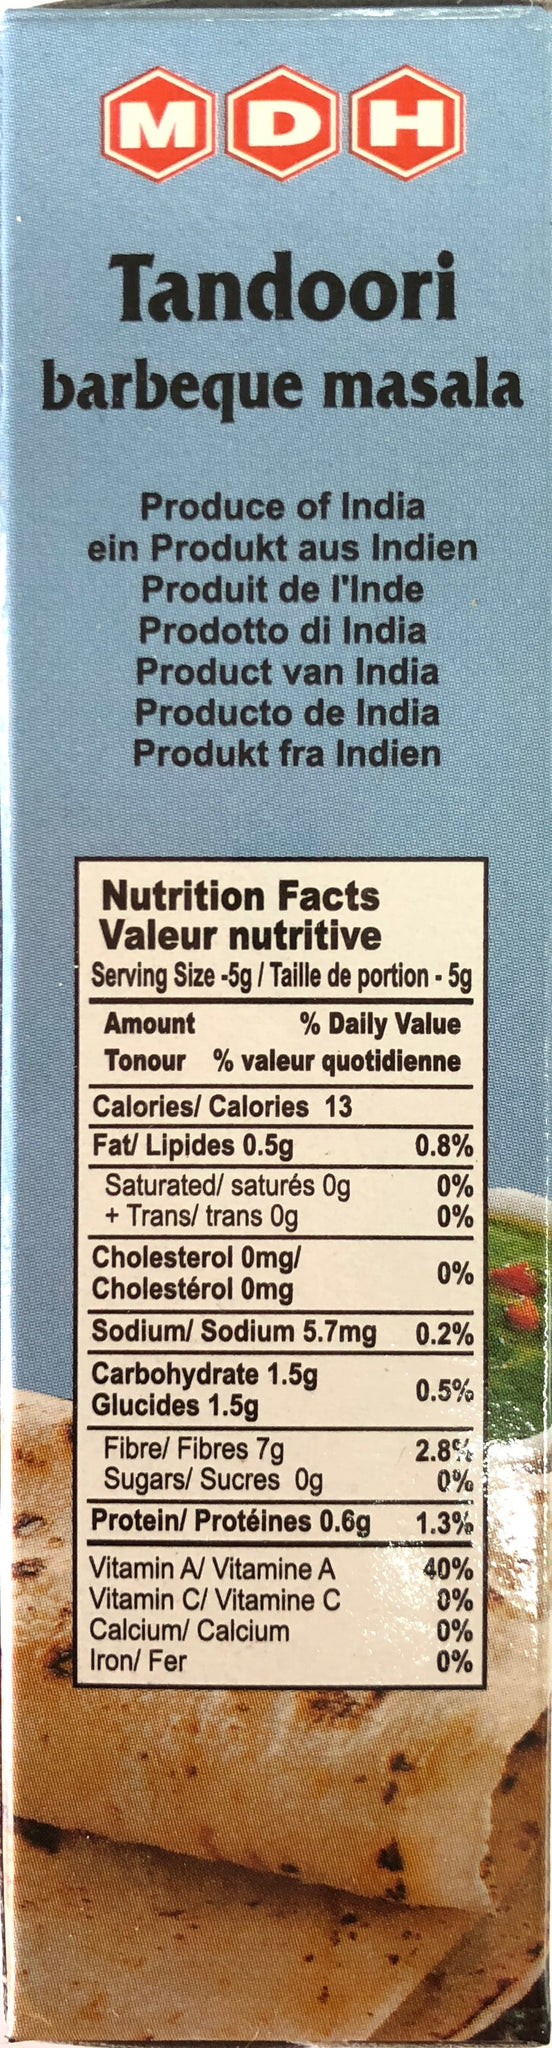 MDH
Tandoori
barbeque masala
Produce of India
ein Produkt aus Indien
Produit de l'Inde
Prodotto di India
Product van India
Producto de India
Produkt fra Indien
Nutrition Facts
Valeur nutritive
Serving Size -5g / Taille de portion - 5g
Amount % Daily Value
Tonour % valeur quotidienne
Calories/ Calories 13
Fat/ Lipides 0.5g 0.8%
Saturated/ saturés 0g 0%
+ Trans/ trans 0g 0%
Cholesterol 0mg/
Cholestérol 0mg 0%
Sodium/ Sodium 5.7mg 0.2%
Carbohydrate 1.5g
Glucides 1.5g 0.5%
Fibre/ Fibres 7g 2.8%
Sugars/ Sucres 0g 0%
Protein/ Protéines 0.6g 1.3%
Vitamin A/ Vitamine A 40%
Vitamin C/ Vitamine C 0%
Calcium/ Calcium 0%
Iron/ Fer 0%